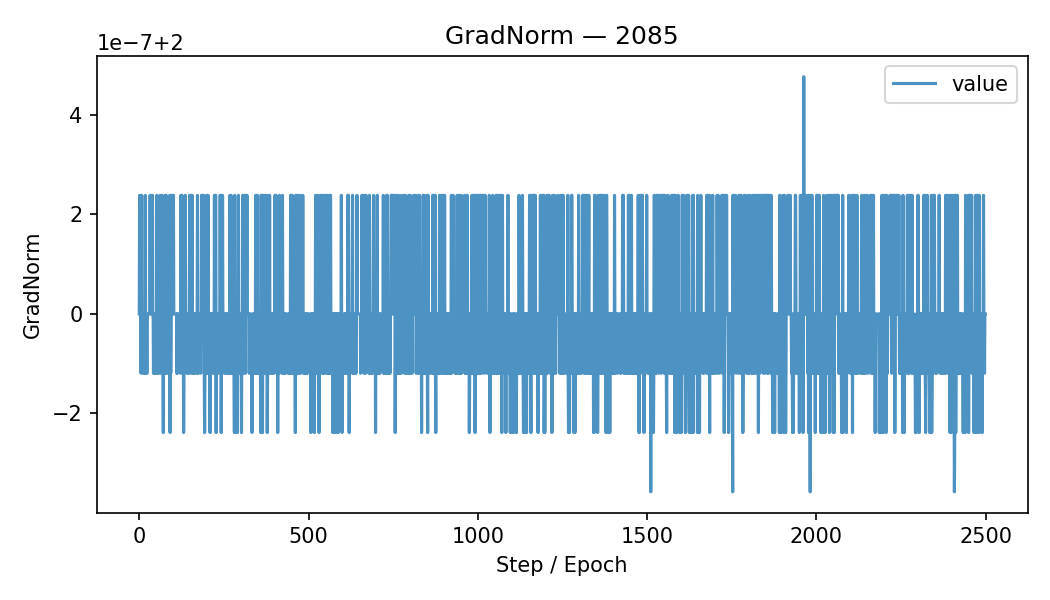 GradNorm — 2085
1e−7+2
value
4
2
0
−2
GradNorm
0
500
1000
1500
2000
2500
Step / Epoch